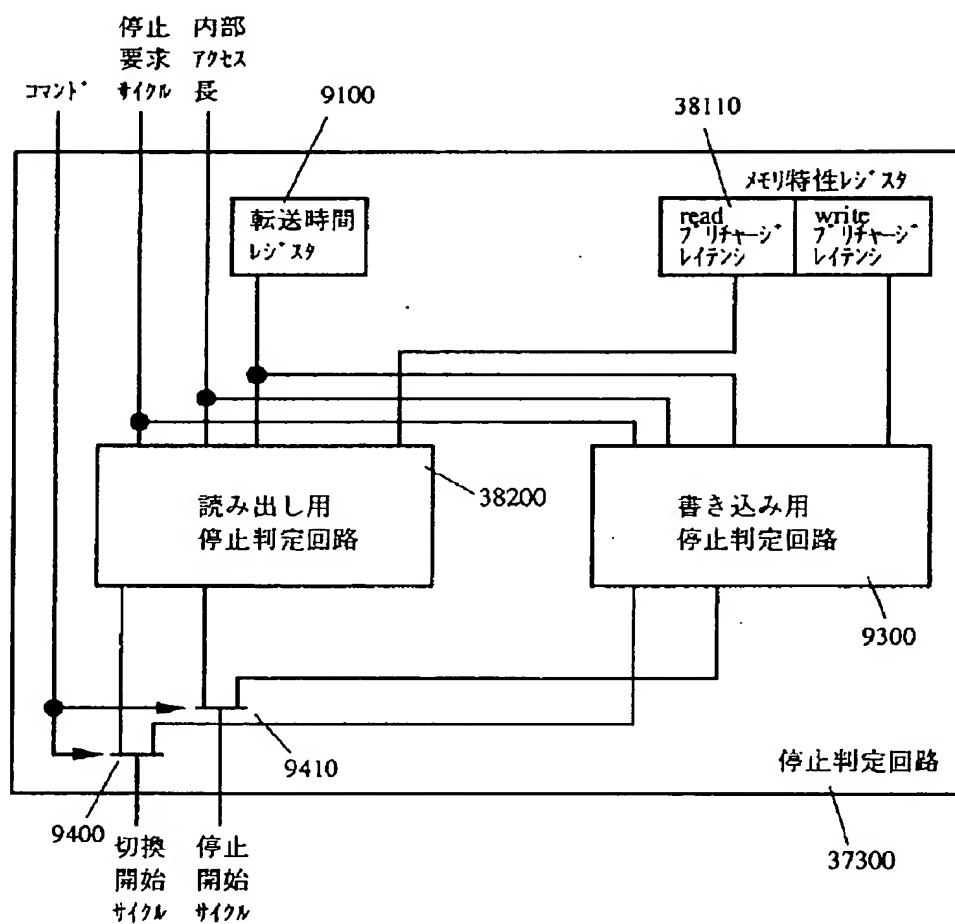 停止
要求
サイクル
内部
アクセス
長
コマンド
9100
38110
メモリ特性レジスタ
転送時間
レジスタ
read
プリチャージ
レイテンシ
write
プリチャージ
レイテンシ
読み出し用
停止判定回路
38200
書き込み用
停止判定回路
9300
9410
9400
停止判定回路
37300
切換
開始
サイクル
停止
開始
サイクル